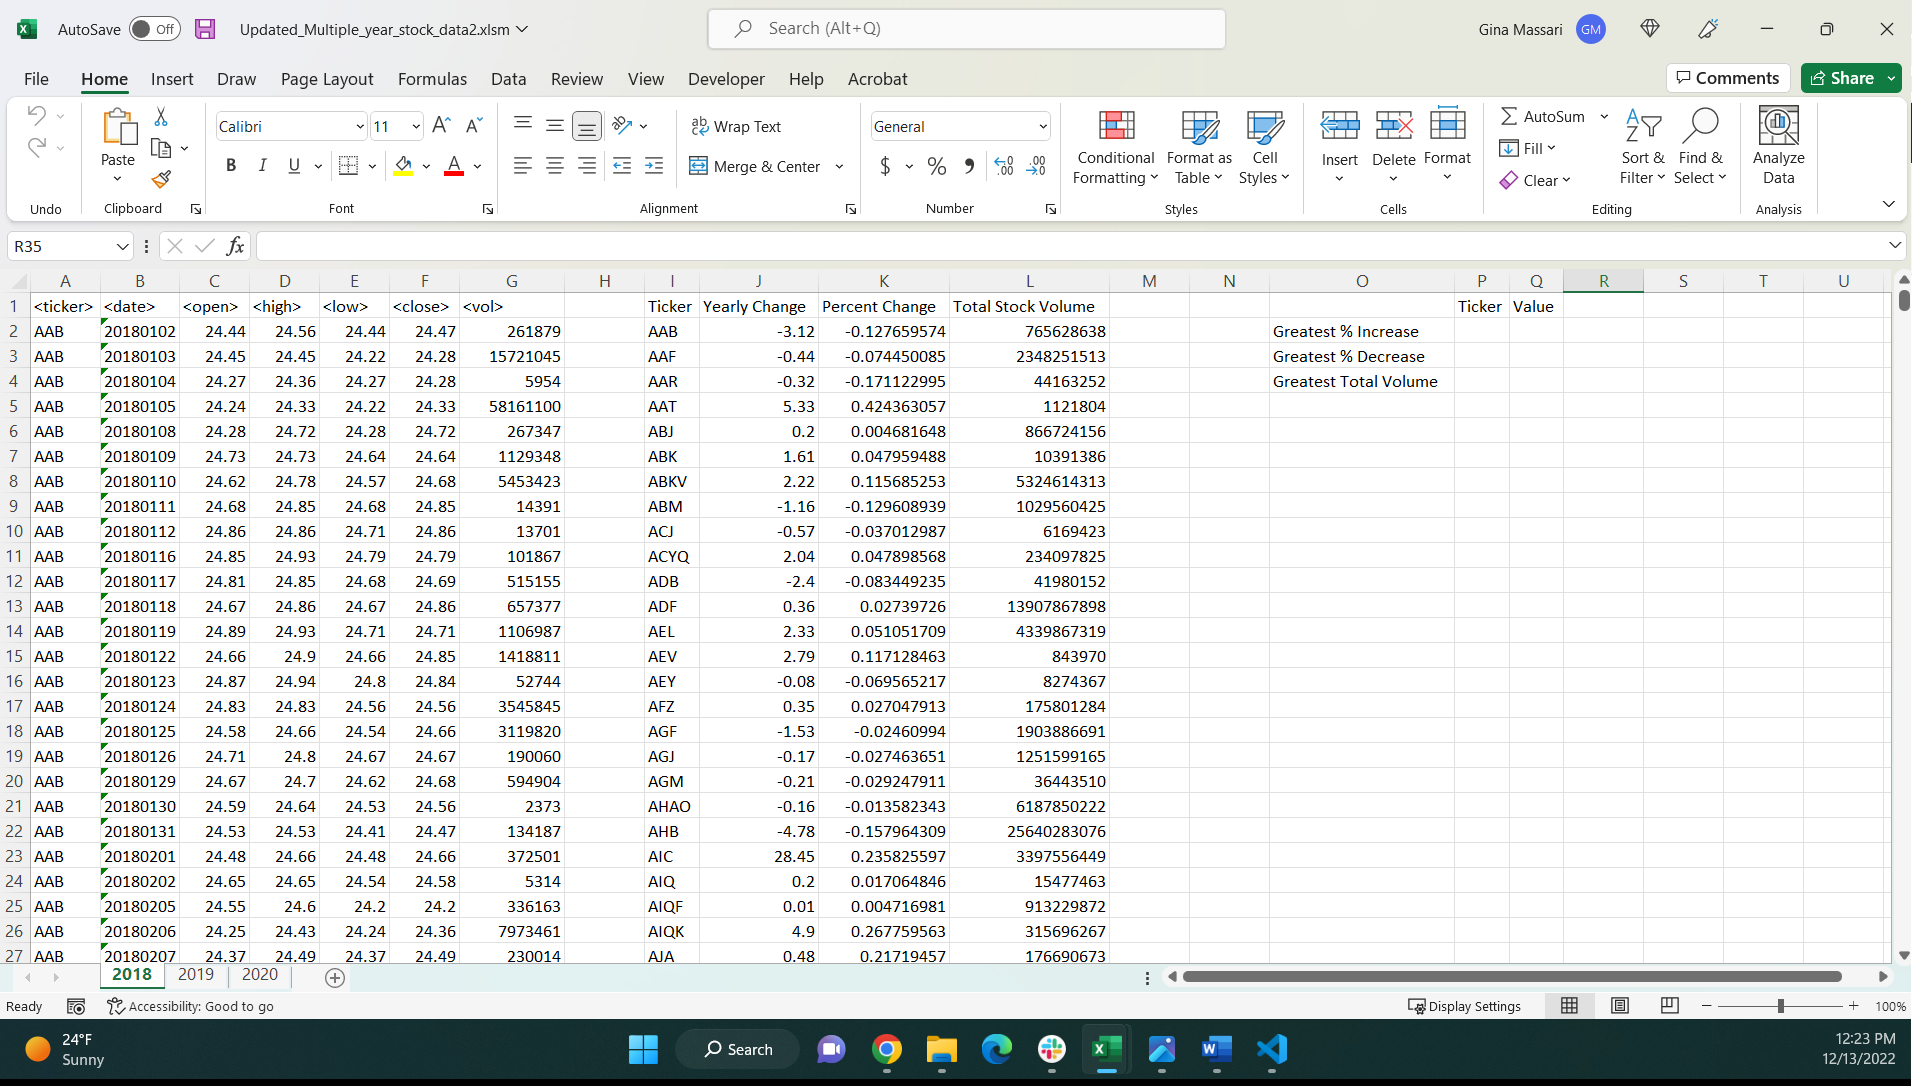 AutoSave Off Updated_Multiple_year_stock_data2.xlsm Search (Alt+Q) Gina Massari GM
File Home Insert Draw Page Layout Formulas Data Review View Developer Help Acrobat Comments Share
Undo
Paste
Clipboard
Calibri 11
B I U
Font
Wrap Text
Merge & Center
Alignment
General
$ % 9
Number
Conditional Formatting
Format as Table
Cell Styles
Styles
Insert Delete Format
Cells
AutoSum
Fill
Clear
Sort & Filter
Find & Select
Editing
Analyze Data
Analysis
R35 fx
A B C D E F G H I J K L M N O P Q R S T U
1 <ticker> <date> <open> <high> <low> <close> <vol> Ticker Yearly Change Percent Change Total Stock Volume Ticker Value
2 AAB 20180102 24.44 24.56 24.44 24.47 261879 AAB -3.12 -0.127659574 765628638 Greatest % Increase
3 AAB 20180103 24.45 24.45 24.22 24.28 15721045 AAF -0.44 -0.074450085 2348251513 Greatest % Decrease
4 AAB 20180104 24.27 24.36 24.27 24.28 5954 AAR -0.32 -0.171122995 44163252 Greatest Total Volume
5 AAB 20180105 24.24 24.33 24.22 24.33 58161100 AAT 5.33 0.424363057 1121804
6 AAB 20180108 24.28 24.72 24.28 24.72 267347 ABJ 0.2 0.004681648 866724156
7 AAB 20180109 24.73 24.73 24.64 24.64 1129348 ABK 1.61 0.047959488 10391386
8 AAB 20180110 24.62 24.78 24.57 24.68 5453423 ABKV 2.22 0.115685253 5324614313
9 AAB 20180111 24.68 24.85 24.68 24.85 14391 ABM -1.16 -0.129608939 1029560425
10 AAB 20180112 24.86 24.86 24.71 24.86 13701 ACJ -0.57 -0.037012987 6169423
11 AAB 20180116 24.85 24.93 24.79 24.79 101867 ACYQ 2.04 0.047898568 234097825
12 AAB 20180117 24.81 24.85 24.68 24.69 515155 ADB -2.4 -0.083449235 41980152
13 AAB 20180118 24.67 24.86 24.67 24.86 657377 ADF 0.36 0.02739726 13907867898
14 AAB 20180119 24.89 24.93 24.71 24.71 1106987 AEL 2.33 0.051051709 4339867319
15 AAB 20180122 24.66 24.9 24.66 24.85 1418811 AEV 2.79 0.117128463 843970
16 AAB 20180123 24.87 24.94 24.8 24.84 52744 AEY -0.08 -0.069565217 8274367
17 AAB 20180124 24.83 24.83 24.56 24.56 3545845 AFZ 0.35 0.027047913 175801284
18 AAB 20180125 24.58 24.66 24.54 24.66 3119820 AGF -1.53 -0.02460994 1903886691
19 AAB 20180126 24.71 24.8 24.67 24.67 190060 AGJ -0.17 -0.027463651 1251599165
20 AAB 20180129 24.67 24.7 24.62 24.68 594904 AGM -0.21 -0.029247911 36443510
21 AAB 20180130 24.59 24.64 24.53 24.56 2373 AHAO -0.16 -0.013582343 6187850222
22 AAB 20180131 24.53 24.53 24.41 24.47 134187 AHB -4.78 -0.157964309 25640283076
23 AAB 20180201 24.48 24.66 24.48 24.66 372501 AIC 28.45 0.235825597 3397556449
24 AAB 20180202 24.65 24.65 24.54 24.58 5314 AIQ 0.2 0.017064846 15477463
25 AAB 20180205 24.55 24.6 24.2 24.2 336163 AIQF 0.01 0.004716981 913229872
26 AAB 20180206 24.25 24.43 24.24 24.36 7973461 AIQK 4.9 0.267759563 315696267
27 AAB 20180207 24.37 24.49 24.37 24.49 230014 AJA 0.48 0.21719457 176690673
2018 2019 2020
Ready Accessibility: Good to go Display Settings 100%
24°F
Sunny
Search
12:23 PM
12/13/2022